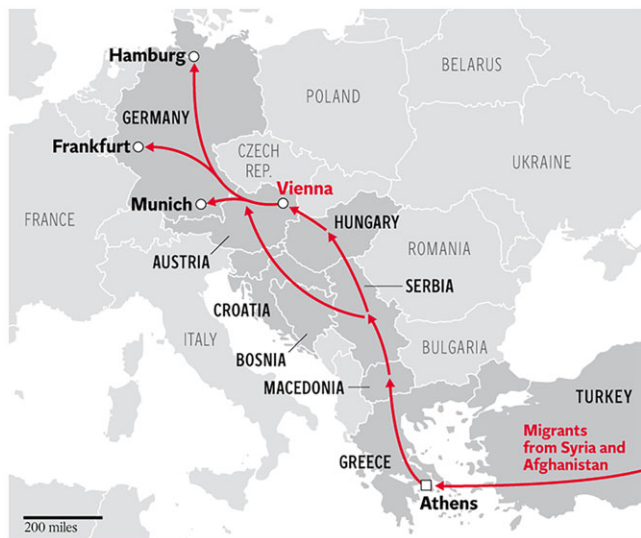 Hamburg
BELARUS
POLAND
GERMANY
Frankfurt
CZECH
REP.
UKRAINE
Vienna
Munich
FRANCE
HUNGARY
AUSTRIA
ROMANIA
SERBIA
CROATIA
ITALY
BOSNIA
BULGARIA
MACEDONIA
TURKEY
Migrants
from Syria and
Afghanistan
GREECE
Athens
200 miles